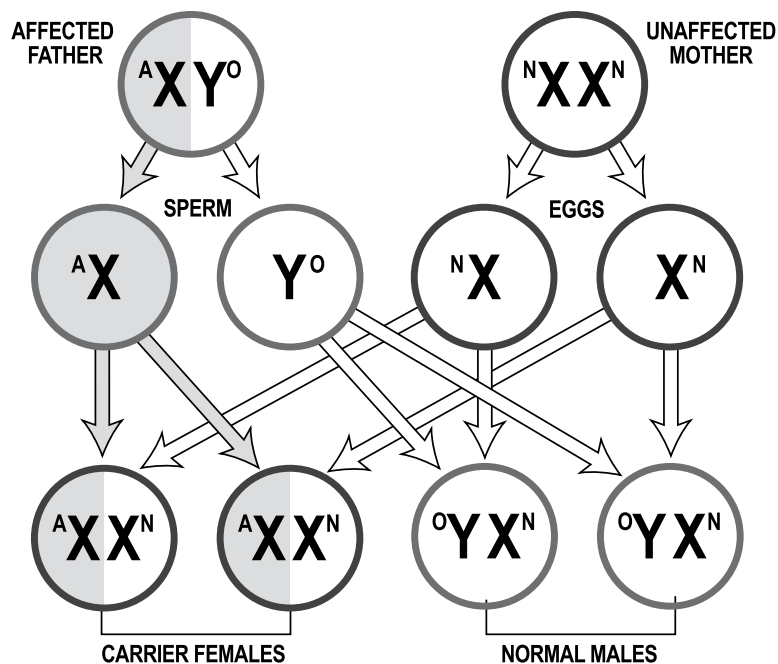 AFFECTED
FATHER
UNAFFECTED
MOTHER
AXYO
NXXN
SPERM
EGGS
AX
YO
NX
XN
AXXN
AXXN
OYXN
OYXN
CARRIER FEMALES
NORMAL MALES